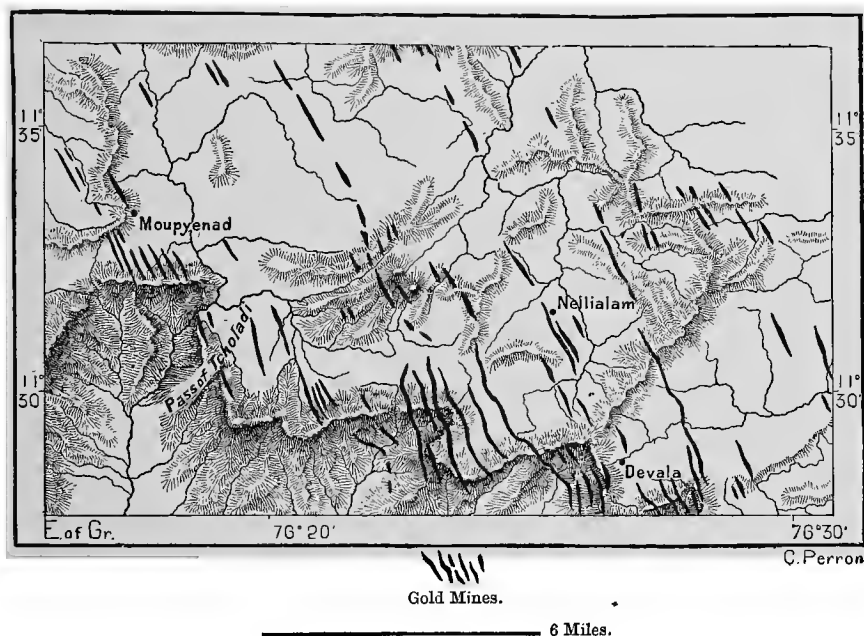 11°
35'
11°
35'
Moupyenad
Nellialam
Pass of Tcholadi
11°
30'
11°
30'
Devala
E. of Gr.
76°20'
76°30'
C. Perron
Gold Mines.
6 Miles.